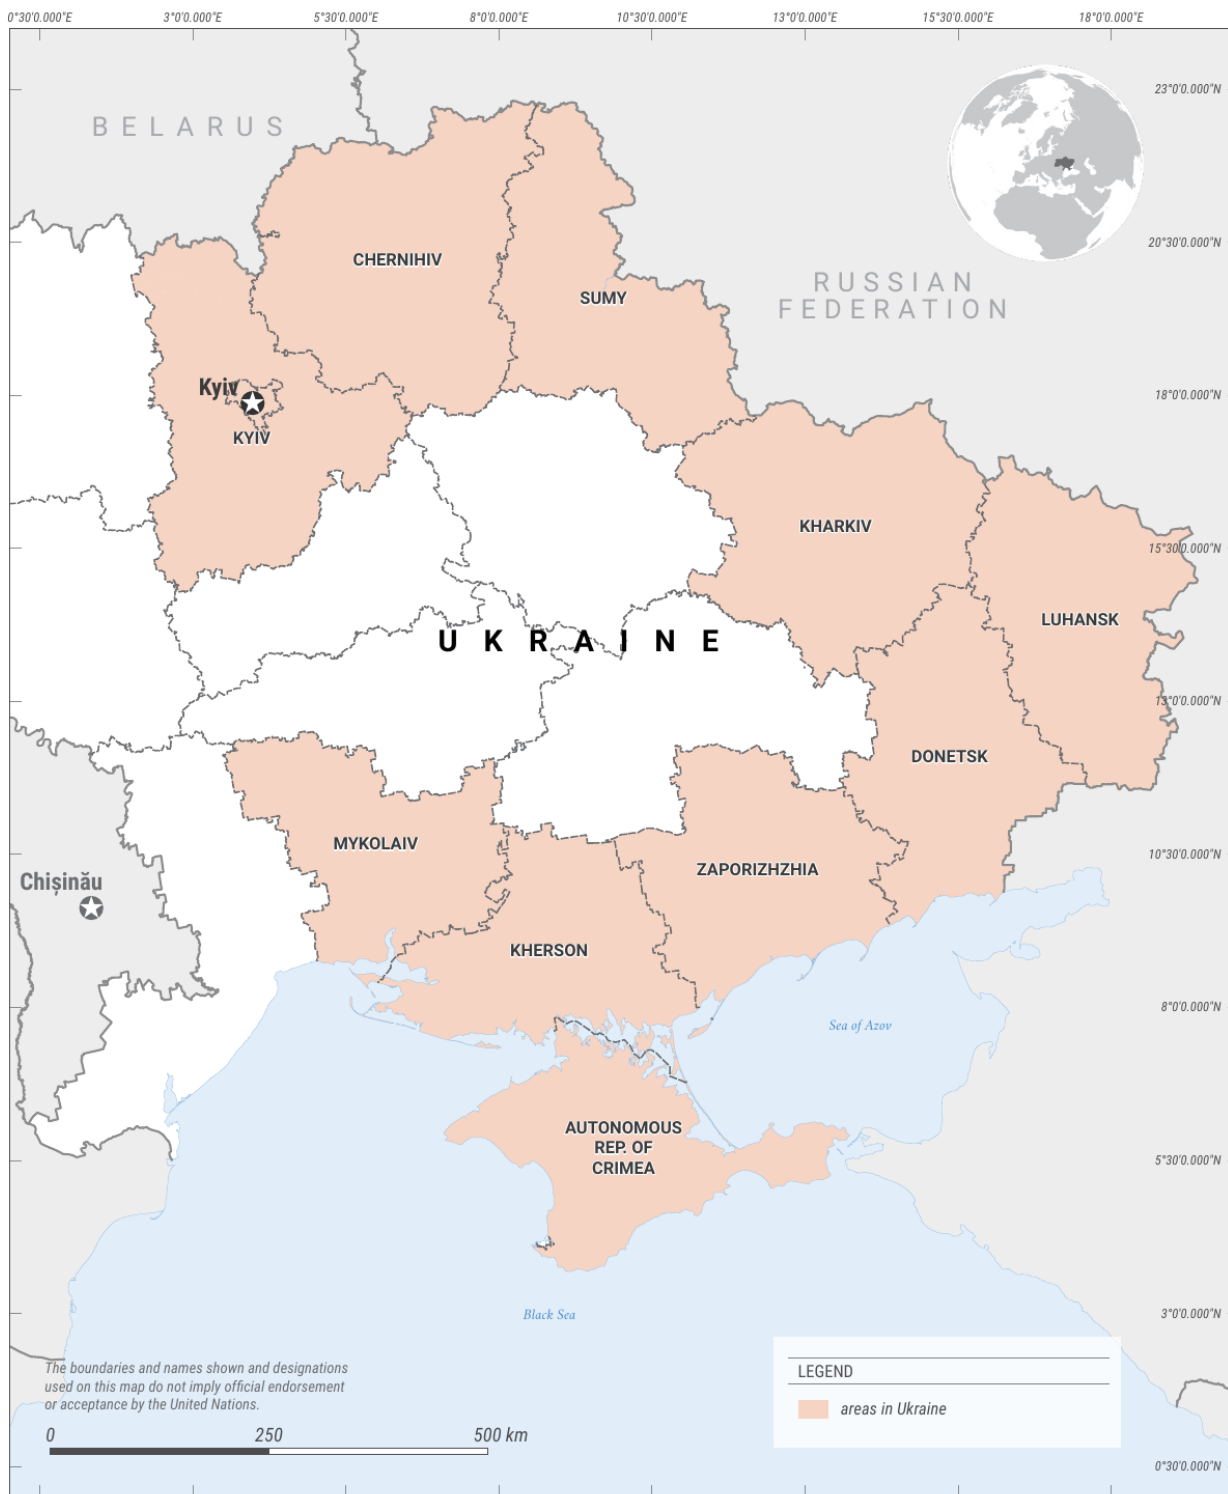 0°30'0.000"E 3°0'0.000"E 5°30'0.000"E 8°0'0.000"E 10°30'0.000"E 13°0'0.000"E 15°30'0.000"E 18°0'0.000"E
23°0'0.000"N
BELARUS
20°30'0.000"N
CHERNIHIV
RUSSIAN
FEDERATION
SUMY
Kyiv
18°0'0.000"N
KYIV
KHARKIV
15°30'0.000"N
LUHANSK
UKRAINE
13°0'0.000"N
DONETSK
MYKOLAIV
10°30'0.000"N
ZAPORIZHZHIA
Chișinău
KHERSON
8°0'0.000"N
Sea of Azov
AUTONOMOUS
REP. OF
CRIMEA
5°30'0.000"N
Black Sea
3°0'0.000"N
The boundaries and names shown and designations
used on this map do not imply official endorsement
or acceptance by the United Nations.
LEGEND
areas in Ukraine
0 250 500 km
0°30'0.000"N